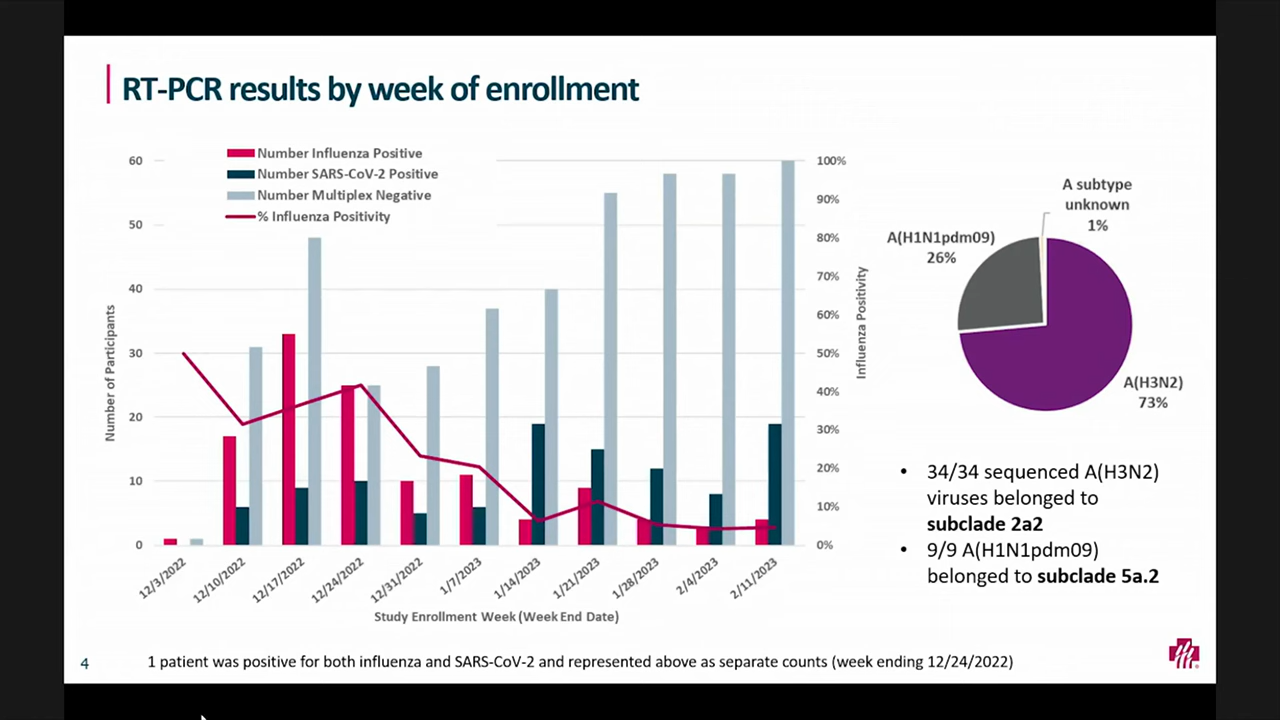 RT-PCR results by week of enrollment
Number Influenza Positive
Number SARS-CoV-2 Positive
Number Multiplex Negative
% Influenza Positivity
60
50
40
30
20
10
0
Number of Participants
100%
90%
80%
70%
60%
50%
40%
30%
20%
10%
0%
Influenza Positivity
12/3/2022
12/10/2022
12/17/2022
12/24/2022
12/31/2022
1/7/2023
1/14/2023
1/21/2023
1/28/2023
2/4/2023
2/11/2023
Study Enrollment Week (Week End Date)
A subtype
unknown
1%
A(H1N1pdm09)
26%
A(H3N2)
73%
• 34/34 sequenced A(H3N2)
viruses belonged to
subclade 2a2
• 9/9 A(H1N1pdm09)
belonged to subclade 5a.2
4
1 patient was positive for both influenza and SARS-CoV-2 and represented above as separate counts (week ending 12/24/2022)